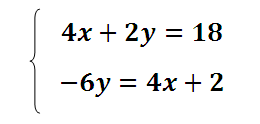 4x + 2y = 18
−6y = 4x + 2